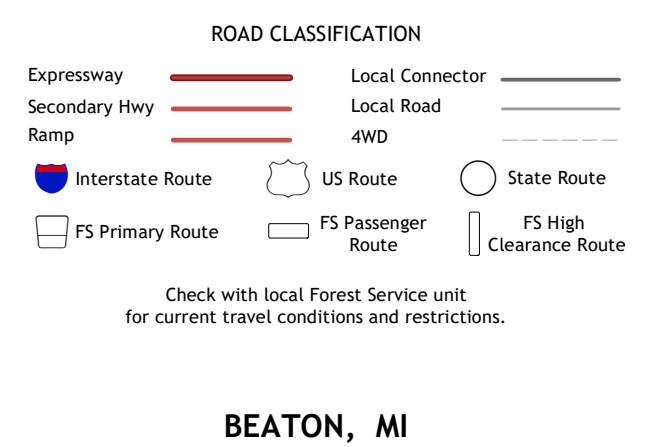 ROAD CLASSIFICATION
Expressway
Local Connector
Secondary Hwy
Local Road
Ramp
4WD
Interstate Route
US Route
State Route
FS Primary Route
FS Passenger
Route
FS High
Clearance Route
Check with local Forest Service unit
for current travel conditions and restrictions.
BEATON, MI